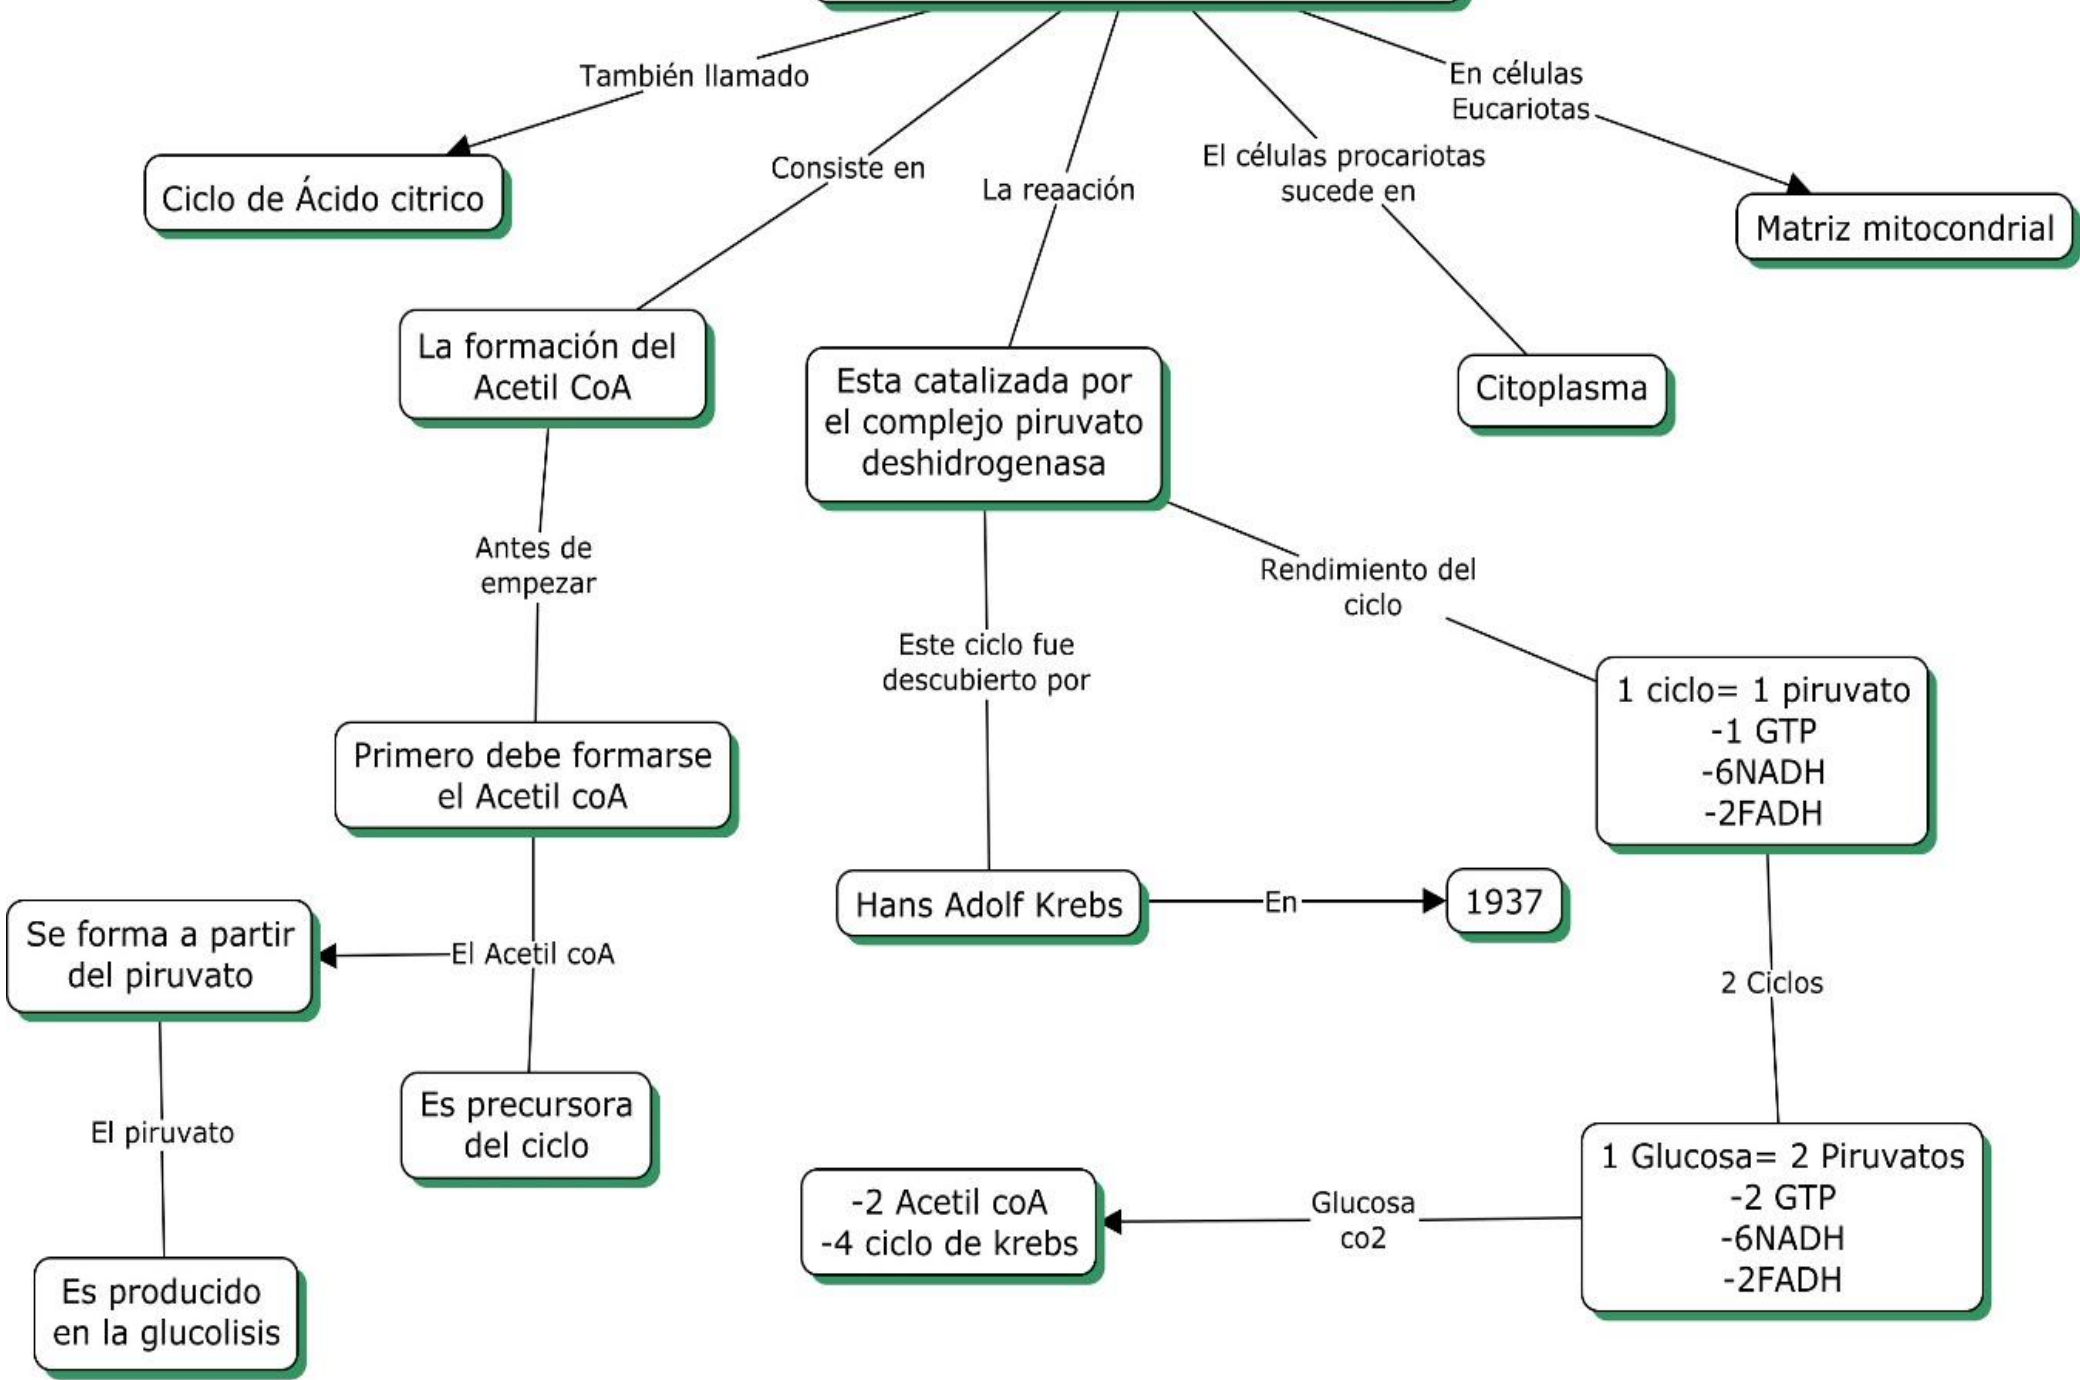 También llamado
En células
Eucariotas
El células procariotas
sucede en
Consiste en
La reaación
Ciclo de Ácido citrico
Matriz mitocondrial
La formación del
Acetil CoA
Esta catalizada por
el complejo piruvato
deshidrogenasa
Citoplasma
Antes de
empezar
Rendimiento del
ciclo
Este ciclo fue
descubierto por
1 ciclo= 1 piruvato
-1 GTP
-6NADH
-2FADH
Primero debe formarse
el Acetil coA
Hans Adolf Krebs
En
1937
Se forma a partir
del piruvato
El Acetil coA
2 Ciclos
Es precursora
del ciclo
El piruvato
1 Glucosa= 2 Piruvatos
-2 GTP
-6NADH
-2FADH
Glucosa
co2
-2 Acetil coA
-4 ciclo de krebs
Es producido
en la glucolisis